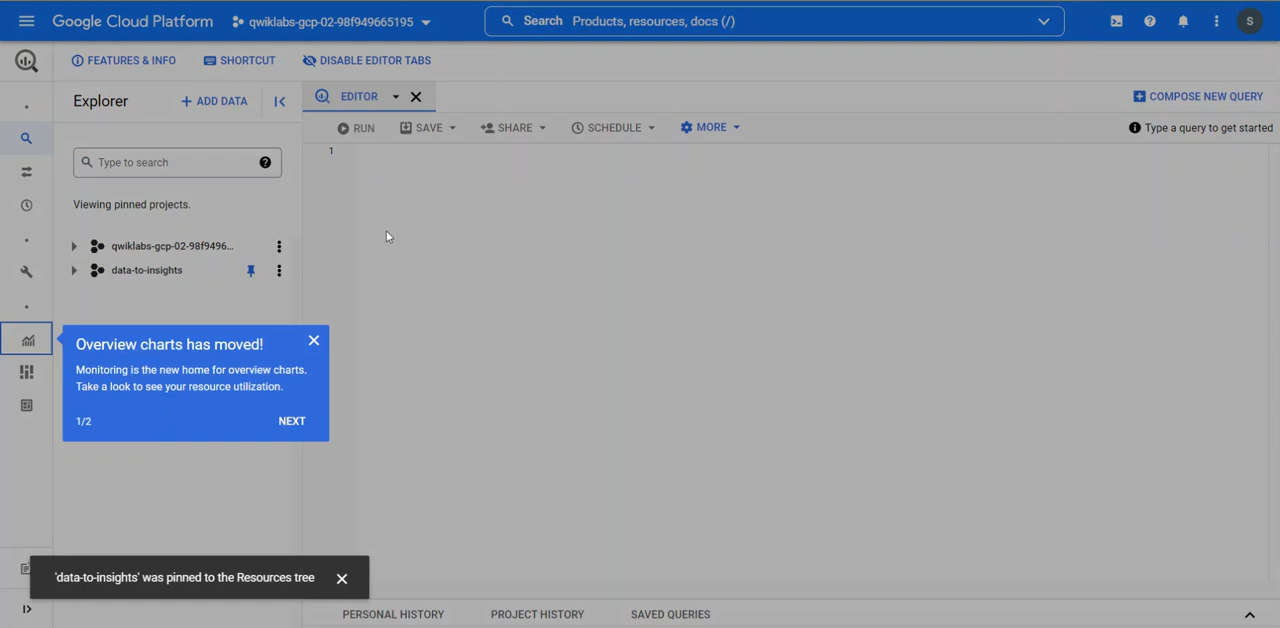 Google Cloud Platform
qwiklabs-gcp-02-98f949665195
Search Products, resources, docs (/)
S
FEATURES & INFO
SHORTCUT
DISABLE EDITOR TABS
Explorer
ADD DATA
EDITOR
COMPOSE NEW QUERY
RUN
SAVE
SHARE
SCHEDULE
MORE
Type a query to get started
1
Type to search
Viewing pinned projects.
qwiklabs-gcp-02-98f9496...
data-to-insights
Overview charts has moved!
Monitoring is the new home for overview charts.
Take a look to see your resource utilization.
1/2
NEXT
'data-to-insights' was pinned to the Resources tree
PERSONAL HISTORY
PROJECT HISTORY
SAVED QUERIES